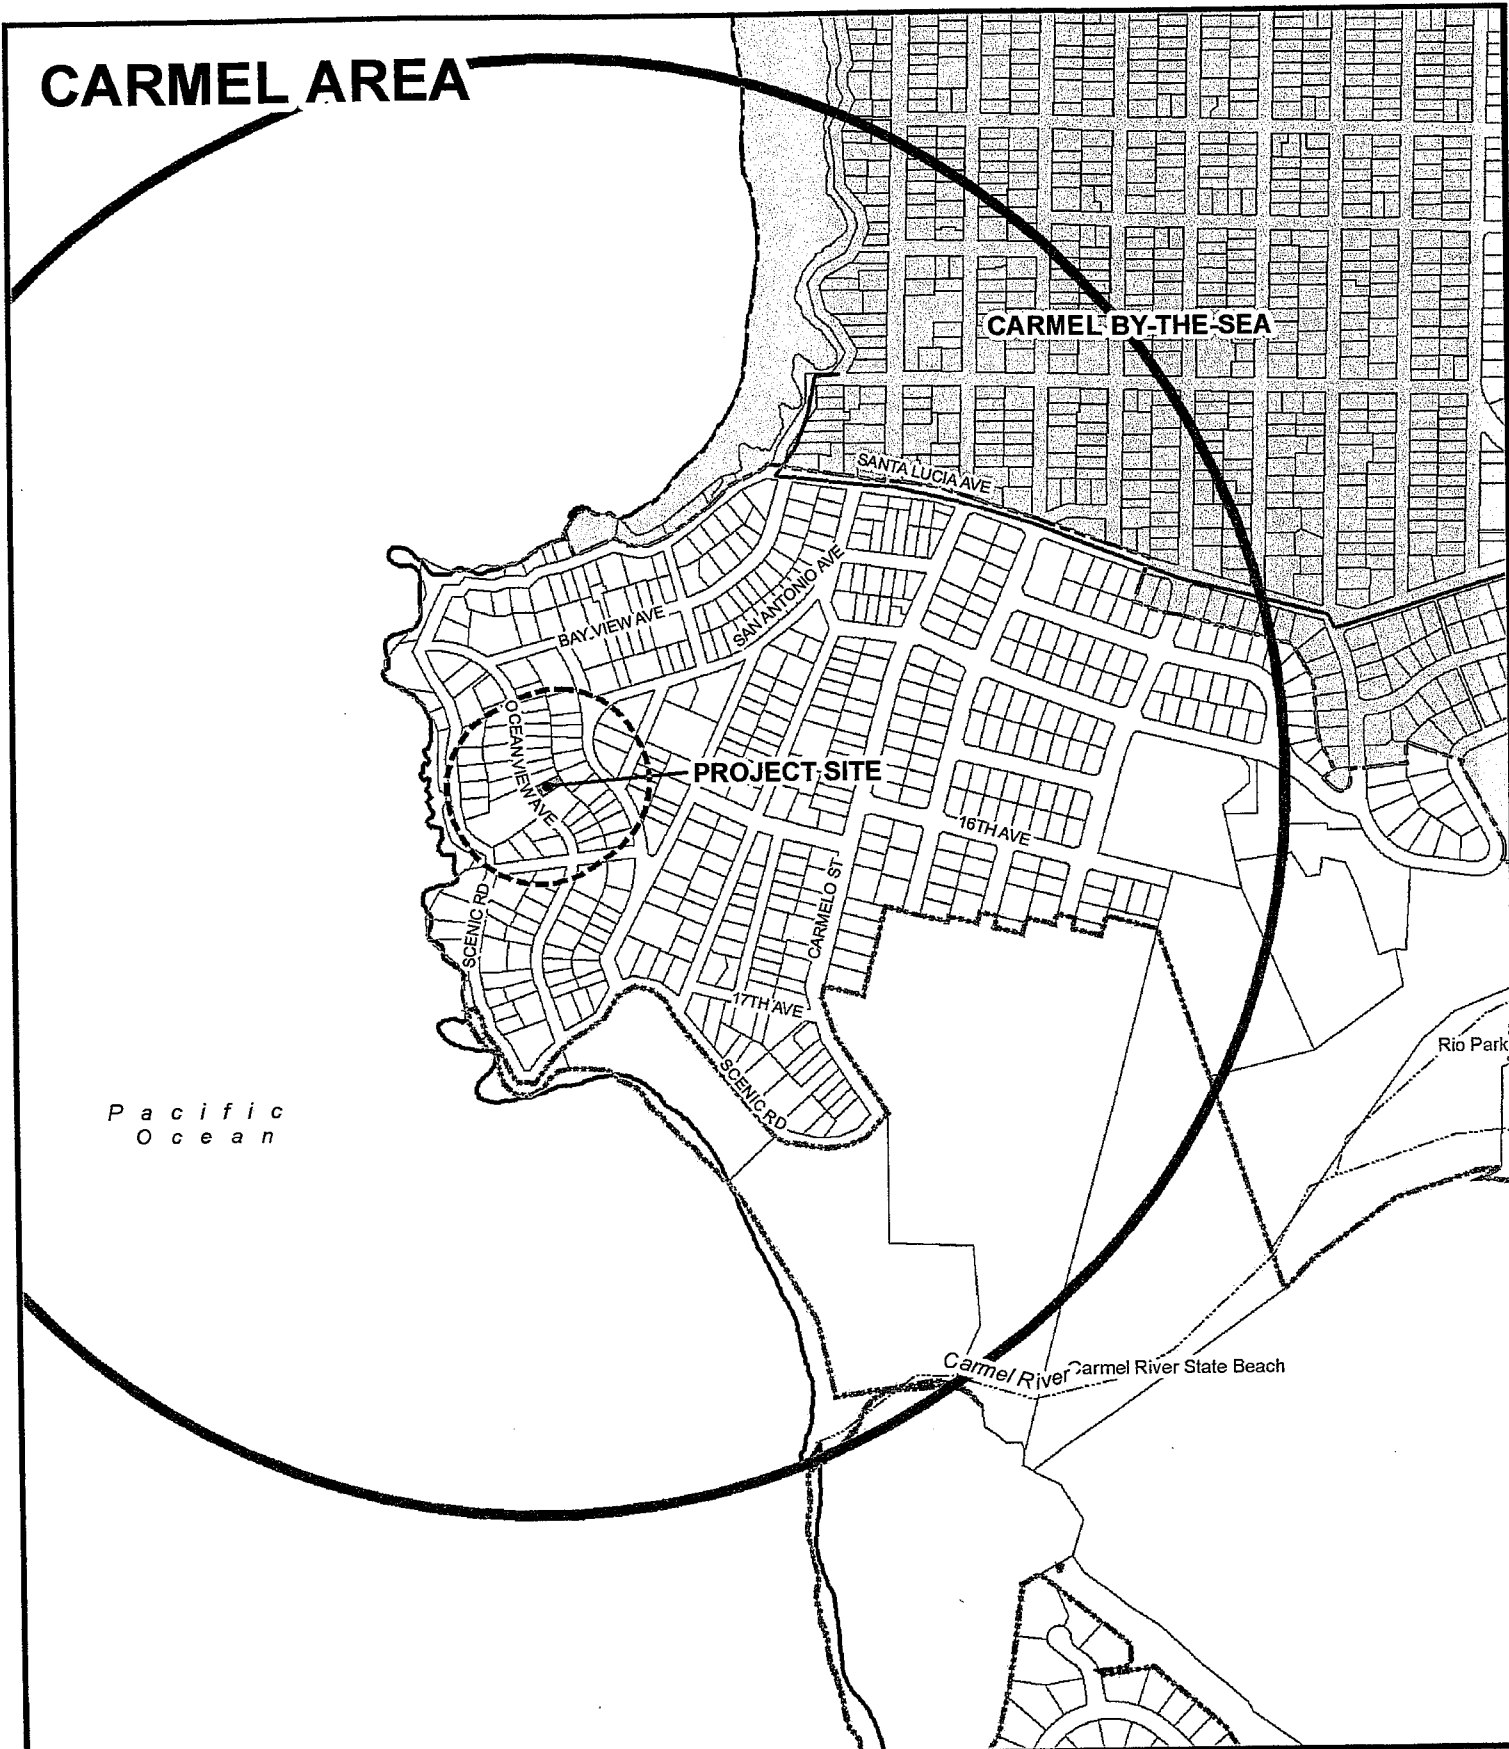 CARMEL AREA
CARMEL BY-THE-SEA
SANTA LUCIA AVE
SAN ANTONIO AVE
BAY VIEW AVE
OCEAN VIEW AVE
PROJECT SITE
16TH AVE
CARMELO ST
SCENIC RD
17TH AVE
SCENIC RD
Rio Park
Pacific
Ocean
Carmel River
Carmel River State Beach